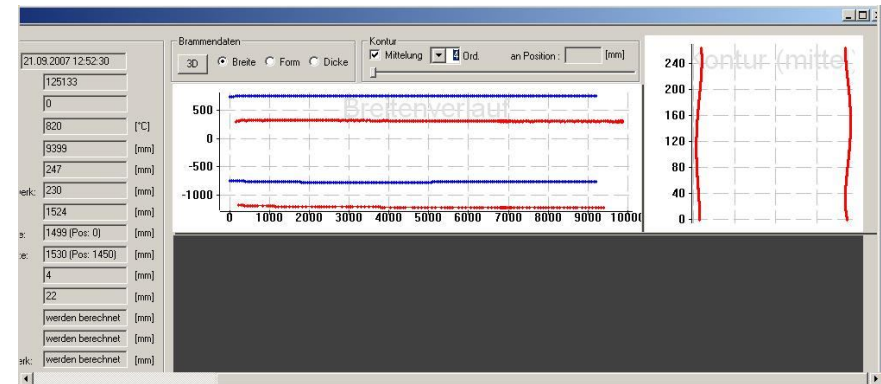 Brammendaten
3D Breite Form Dicke
Kontur
Mittelung 4 Ord. an Position : [mm]
21.09.2007 12:52:30
125133
0
820 [°C]
9399 [mm]
247 [mm]
erk: 230 [mm]
1524 [mm]
e: 1499 (Pos: 0) [mm]
te: 1530 (Pos: 1450) [mm]
4 [mm]
22 [mm]
werden berechnet [mm]
werden berechnet [mm]
erk: werden berechnet [mm]
Breitenverlauf
500
0
-500
-1000
0 1000 2000 3000 4000 5000 6000 7000 8000 9000 10000
Kontur (mitte
240
200
160
120
80
40
0